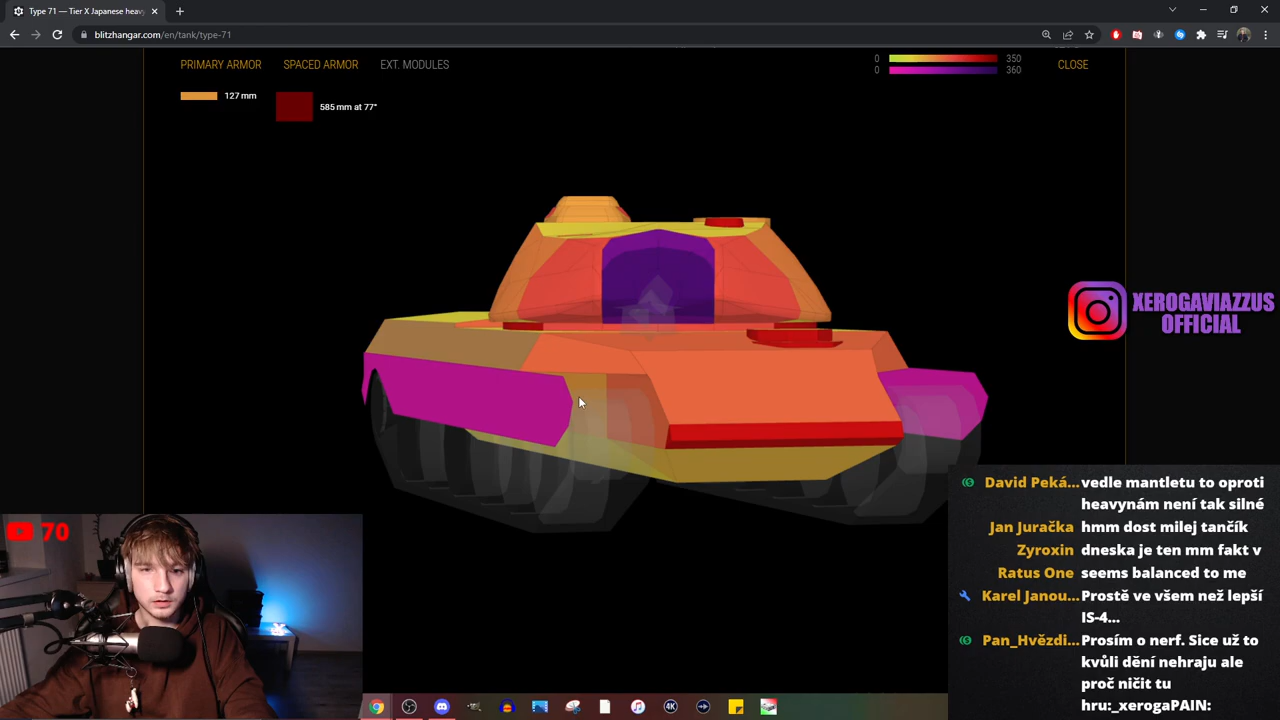 Type 71 — Tier X Japanese heavy
blitzhangar.com/en/tank/type-71
PRIMARY ARMOR SPACED ARMOR EXT. MODULES
0 350
0 360
CLOSE
127 mm
585 mm at 77°
XEROGAVIAZZUS
OFFICIAL
70
David Peká... vedle mantletu to oproti
heavynám není tak silné
Jan Juračka hmm dost milej tančík
Zyroxin dneska je ten mm fakt v
Ratus One seems balanced to me
Karel Janou... Prostě ve všem než lepší
IS-4...
Pan_Hvězdi... Prosím o nerf. Sice už to
kvůli dění nehraju ale
proč ničit tu
hru:_xerogaPAIN:
4K